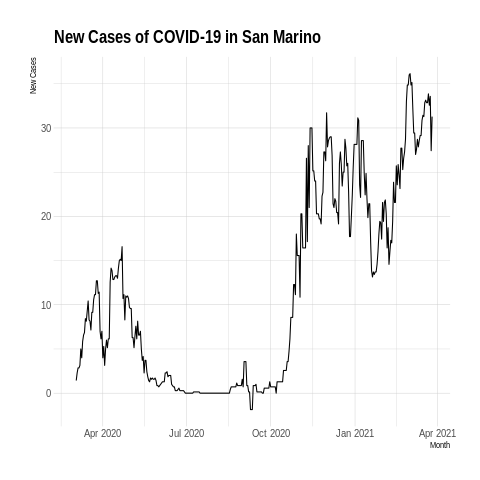 New Cases of COVID-19 in San Marino
New Cases
30
20
10
0
Apr 2020 Jul 2020 Oct 2020 Jan 2021 Apr 2021
Month